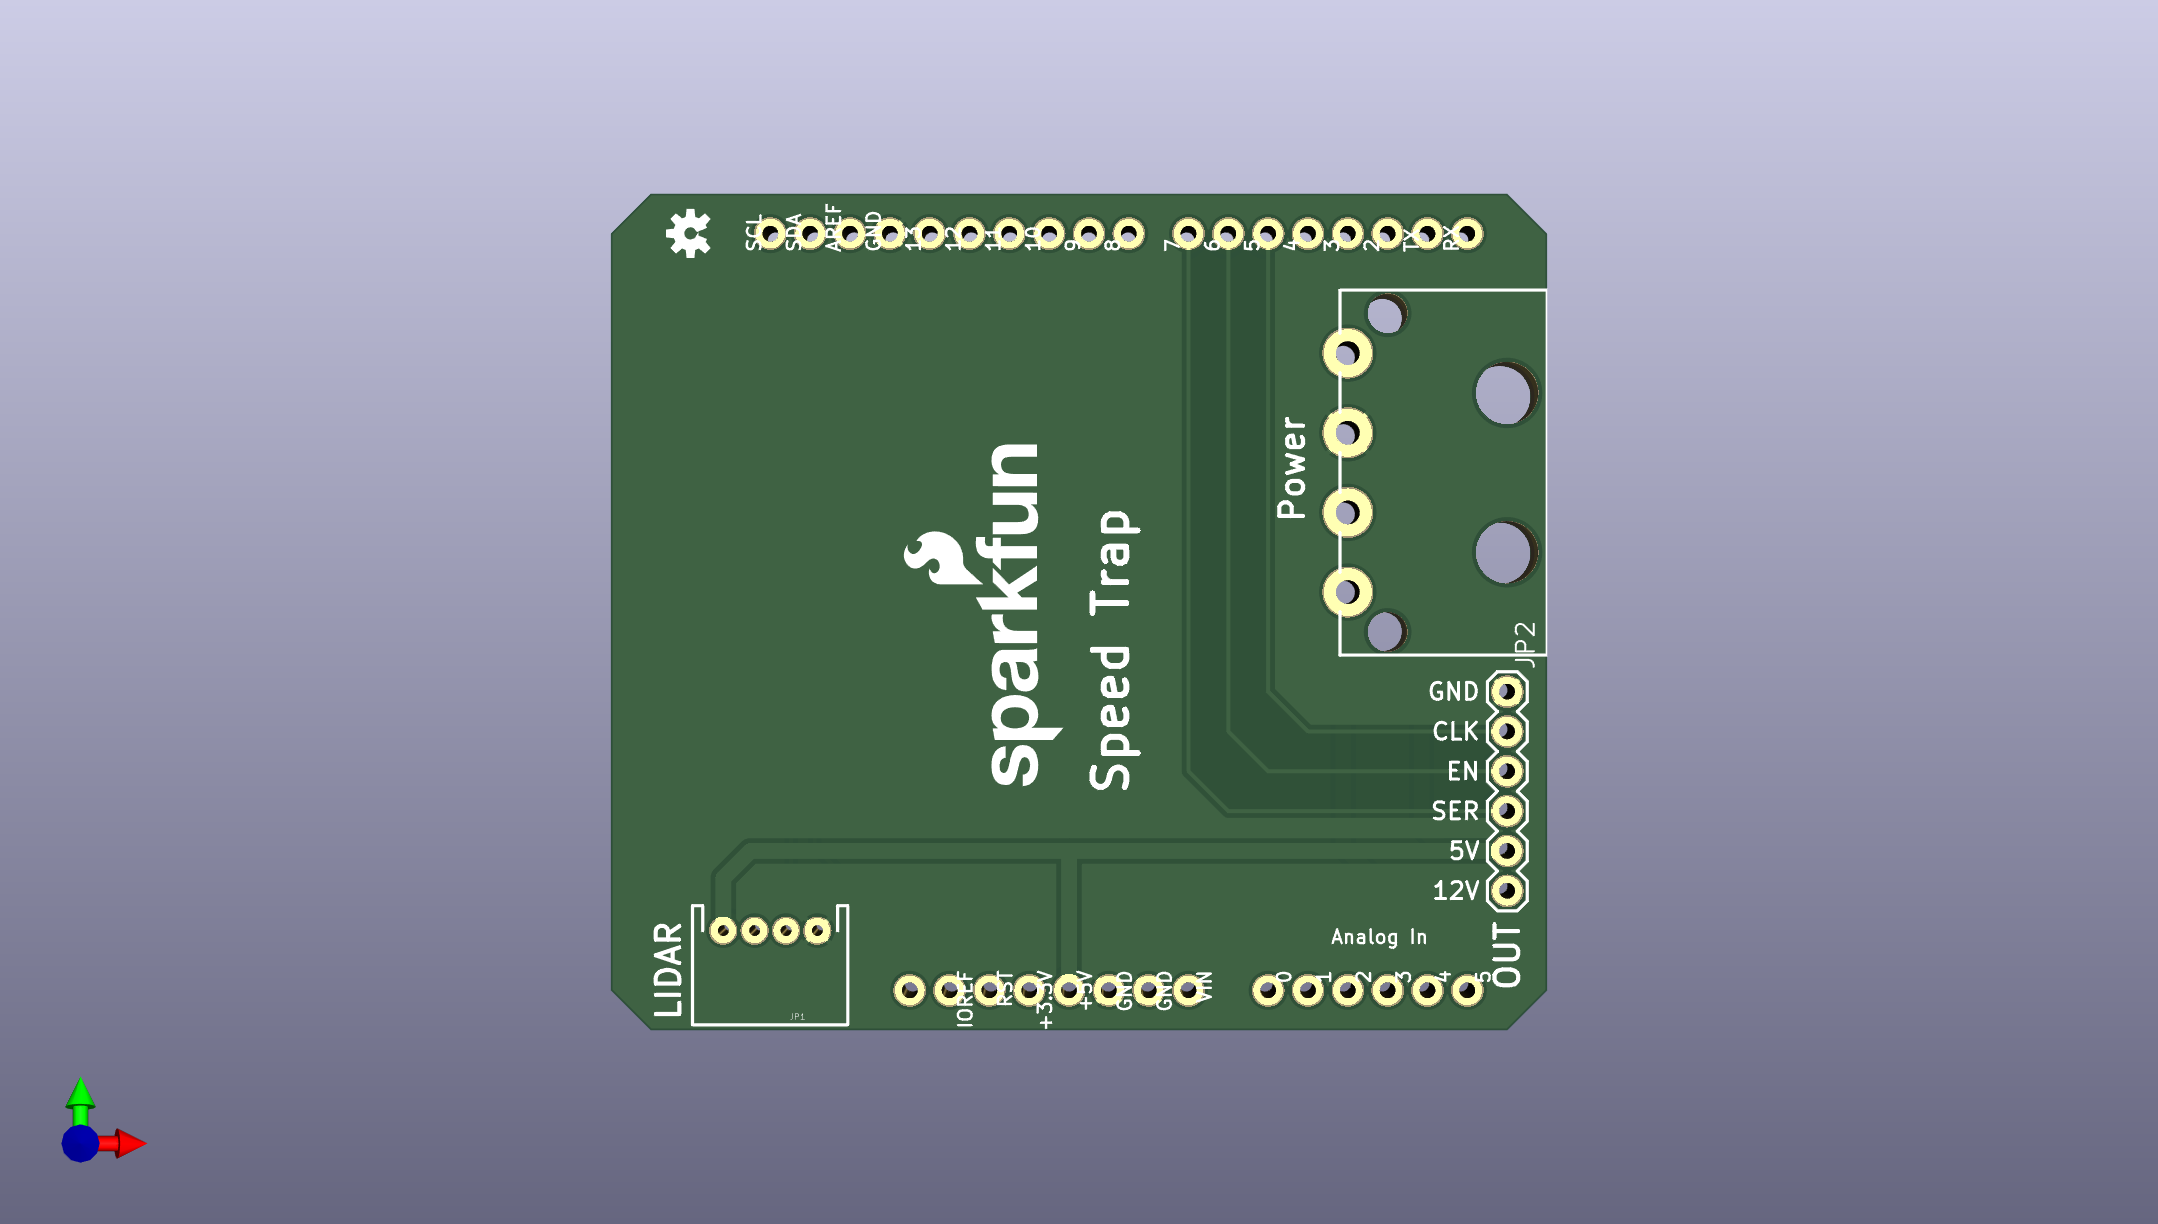 SCL SDA AREF GND 13 12 11 10 9 8 7 6 5 4 3 2 TX RX
Power
sparkfun
Speed Trap
JP2
GND
CLK
EN
SER
5V
12V
OUT
LIDAR
JP1
Analog In
IOREF RST +3.3V +5V GND GND VIN 0 1 2 3 4 5